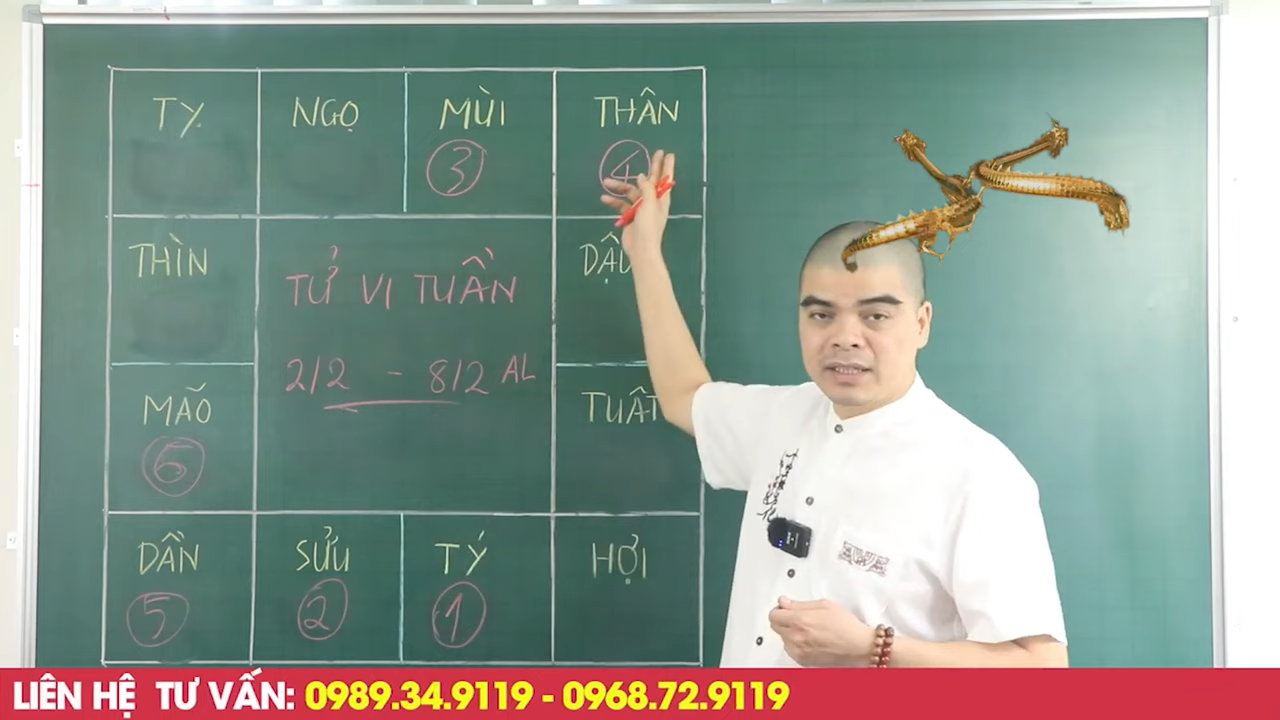 TỴ
NGỌ
MÙI
3
THÂN
4
THÌN
DẬU
TỬ VI TUẦN
2/2 - 8/2 AL
MÃO
6
TUẤT
DẦN
5
SỬU
2
TÝ
1
HỢI
LIÊN HỆ TƯ VẤN: 0989.34.9119 - 0968.72.9119